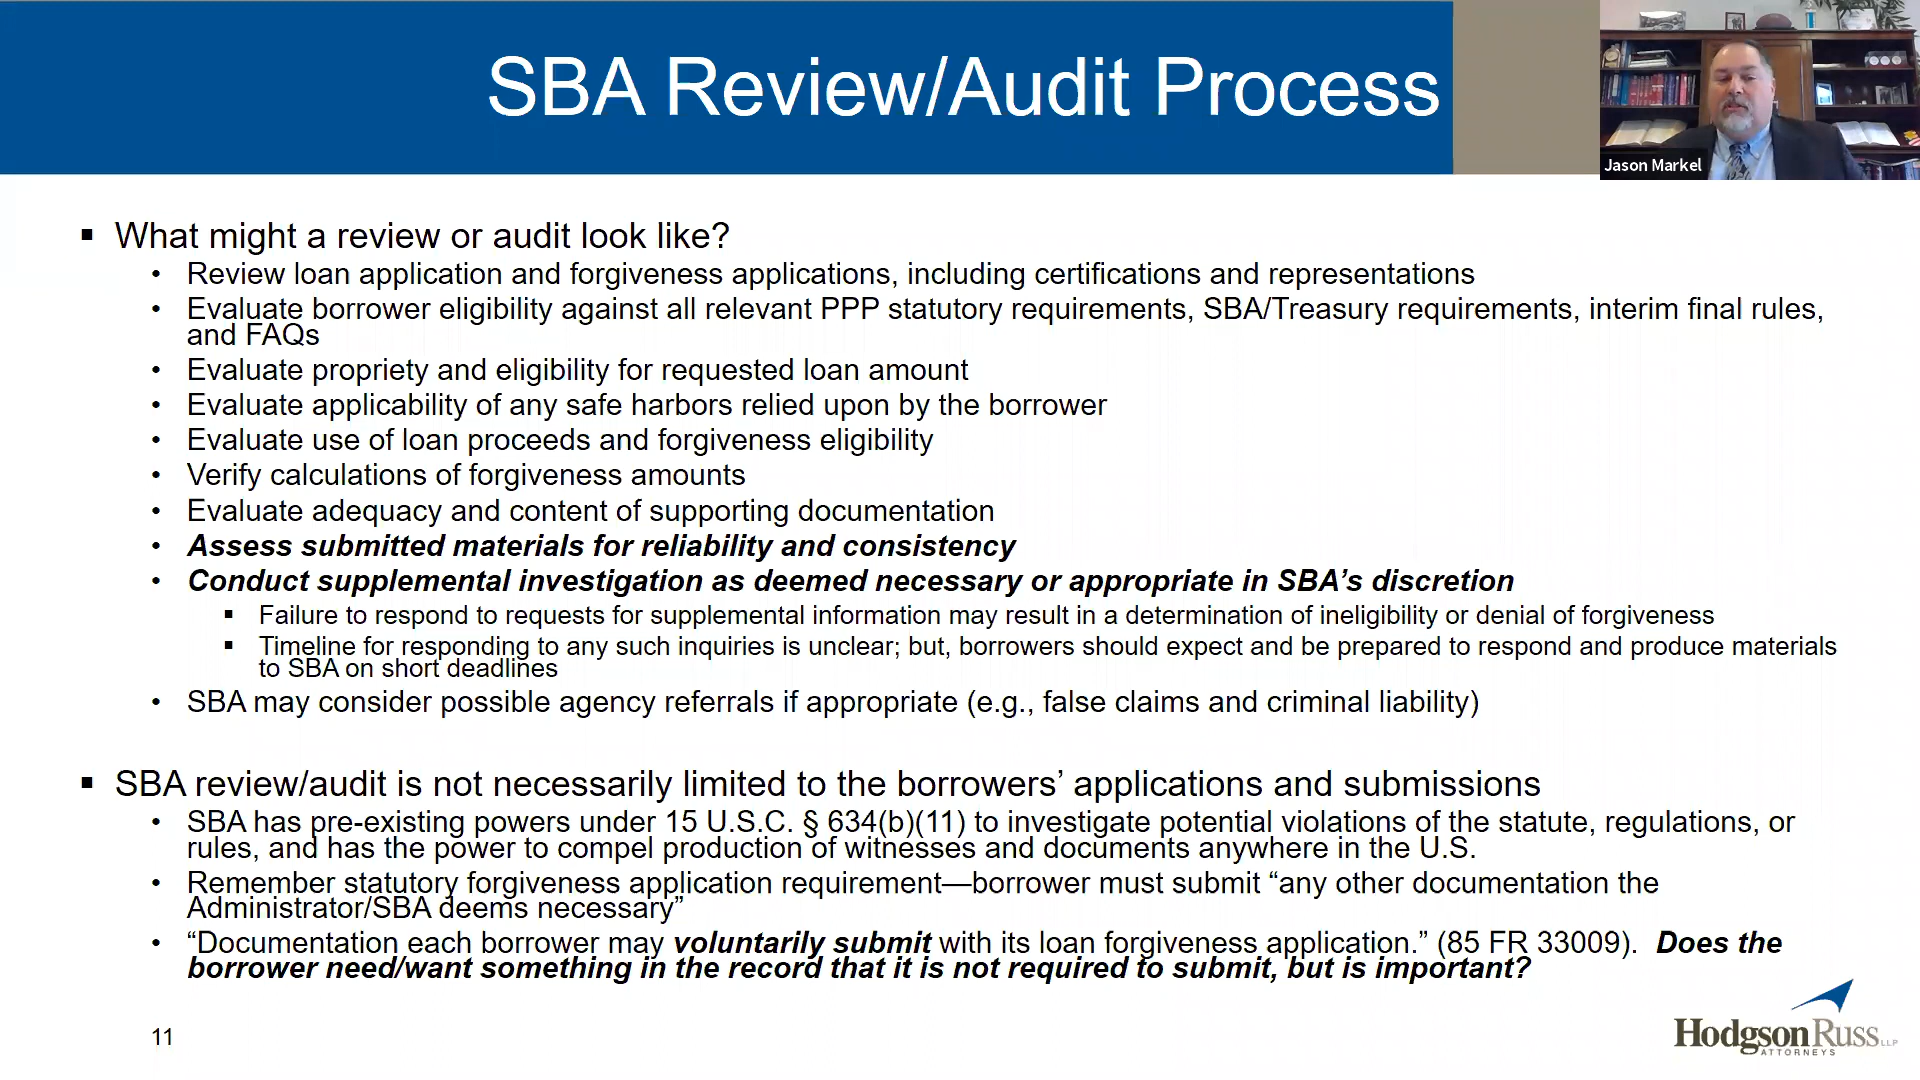 SBA Review/Audit Process
Jason Markel
▪ What might a review or audit look like?
• Review loan application and forgiveness applications, including certifications and representations
• Evaluate borrower eligibility against all relevant PPP statutory requirements, SBA/Treasury requirements, interim final rules,
and FAQs
• Evaluate propriety and eligibility for requested loan amount
• Evaluate applicability of any safe harbors relied upon by the borrower
• Evaluate use of loan proceeds and forgiveness eligibility
• Verify calculations of forgiveness amounts
• Evaluate adequacy and content of supporting documentation
• Assess submitted materials for reliability and consistency
• Conduct supplemental investigation as deemed necessary or appropriate in SBA’s discretion
▪ Failure to respond to requests for supplemental information may result in a determination of ineligibility or denial of forgiveness
▪ Timeline for responding to any such inquiries is unclear; but, borrowers should expect and be prepared to respond and produce materials
to SBA on short deadlines
• SBA may consider possible agency referrals if appropriate (e.g., false claims and criminal liability)
▪ SBA review/audit is not necessarily limited to the borrowers’ applications and submissions
• SBA has pre-existing powers under 15 U.S.C. § 634(b)(11) to investigate potential violations of the statute, regulations, or
rules, and has the power to compel production of witnesses and documents anywhere in the U.S.
• Remember statutory forgiveness application requirement—borrower must submit “any other documentation the
Administrator/SBA deems necessary”
• “Documentation each borrower may voluntarily submit with its loan forgiveness application.” (85 FR 33009). Does the
borrower need/want something in the record that it is not required to submit, but is important?
11
HodgsonRuss LLP
ATTORNEYS